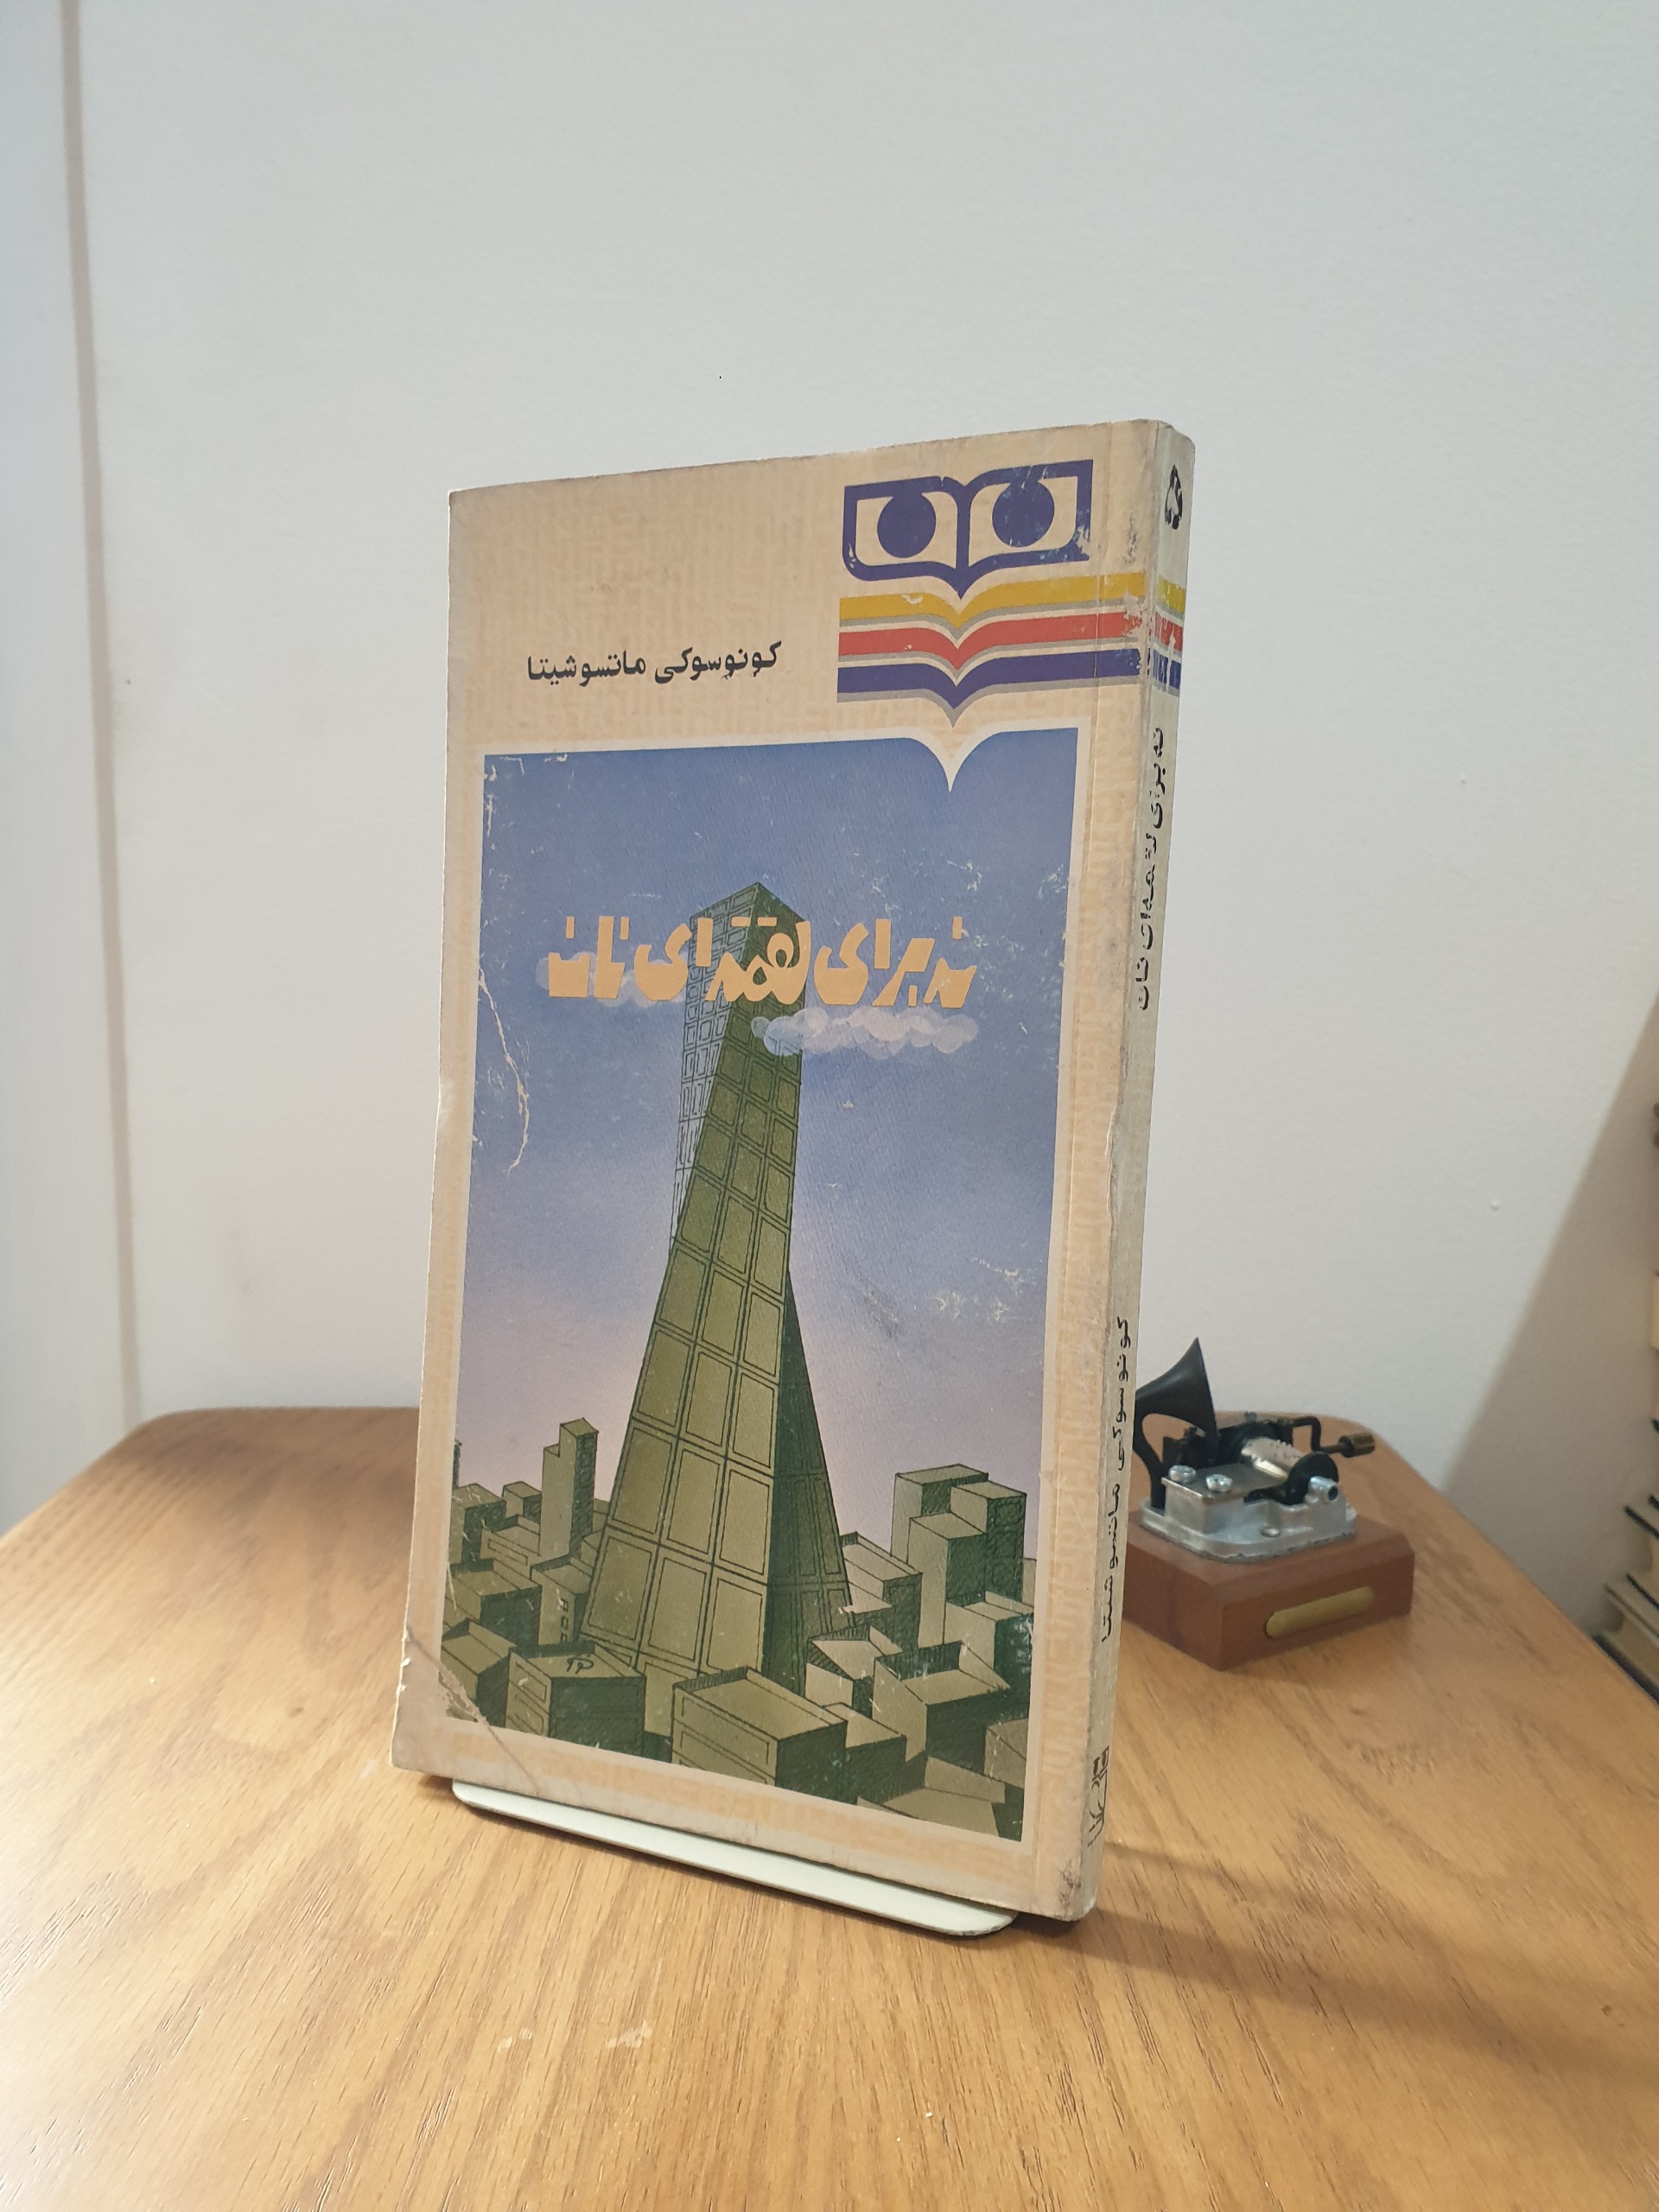 کونوسوکی ماتسوشیتا
نه برای لقمه‌ای نان
نه برای لقمه‌ای نان
کونوسوکی ماتسوشیتا